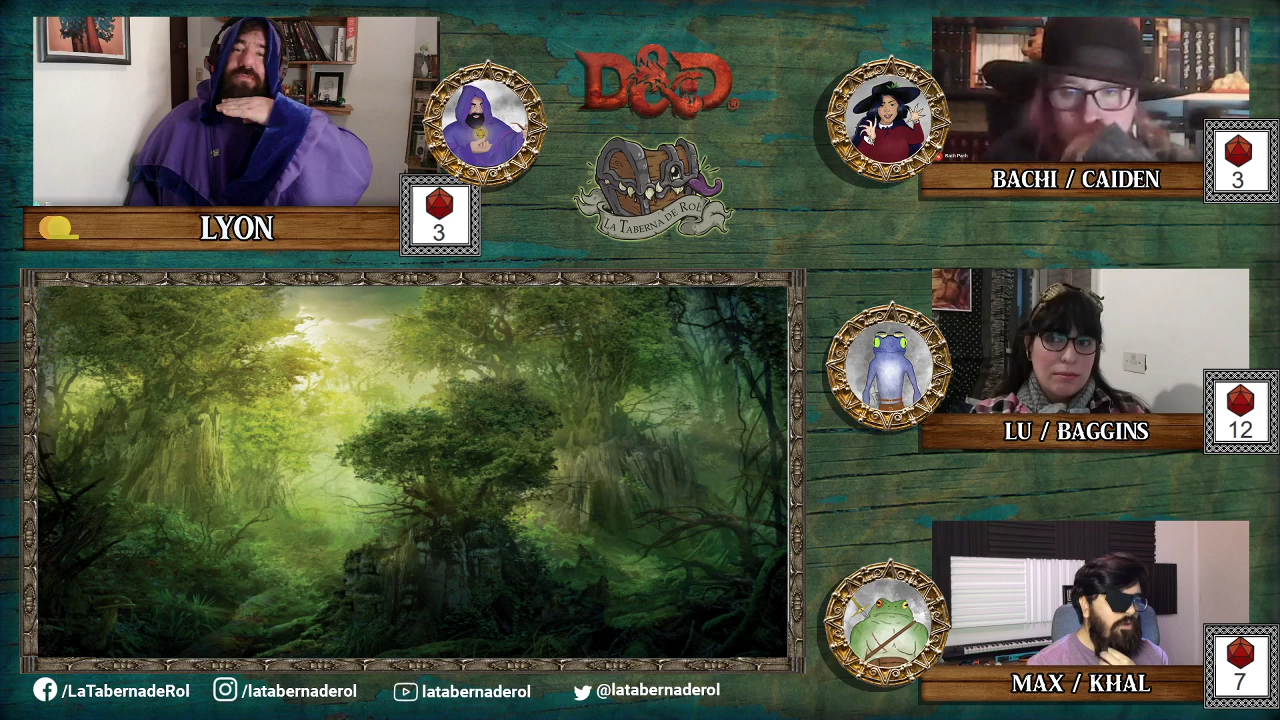 LYON
3
D&D
LA TABERNA DE ROL
BACHI / CAIDEN
3
LU / BAGGINS
12
MAX / KHAL
7
/LaTabernadeRol
/latabernaderol
latabernaderol
@latabernaderol